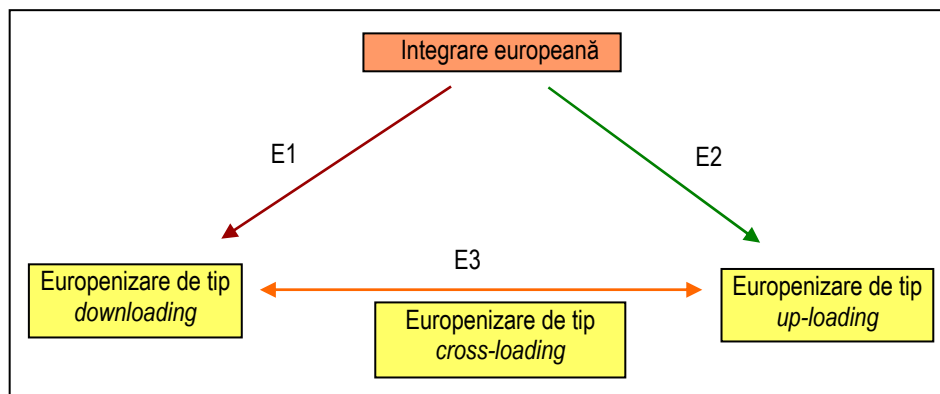 Integrare europeană
E1
E2
E3
Europenizare de tip
downloading
Europenizare de tip
cross-loading
Europenizare de tip
up-loading